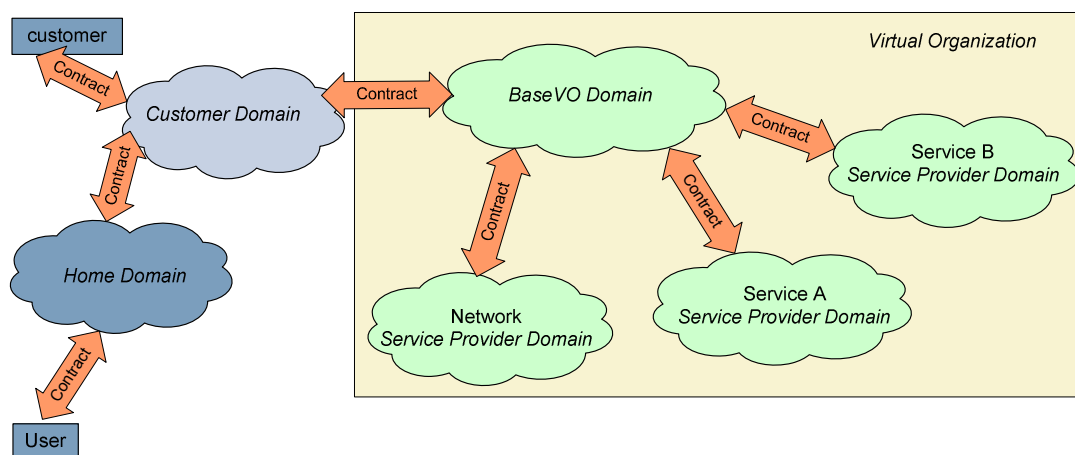 customer
Virtual Organization
Contract
Customer Domain
Contract
BaseVO Domain
Contract
Service B
Service Provider Domain
Contract
Contract
Contract
Home Domain
Network
Service Provider Domain
Service A
Service Provider Domain
Contract
User